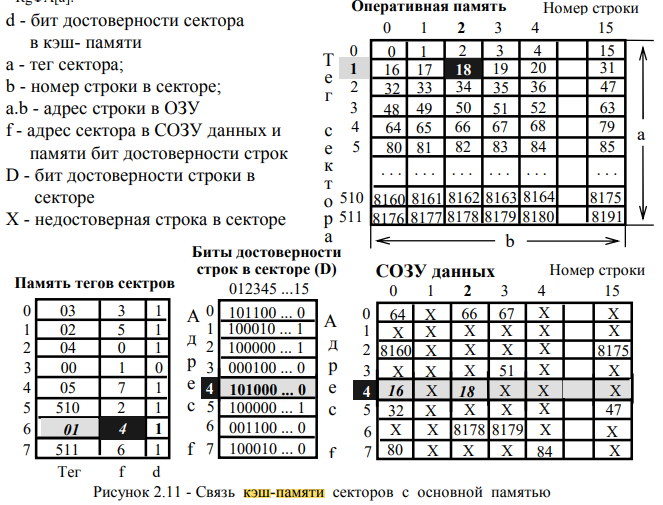 d - бит достоверности сектора
в кэш- памяти
a - тег сектора;
b - номер строки в секторе;
a.b - адрес строки в ОЗУ
f - адрес сектора в СОЗУ данных и
памяти бит достоверности строк
D - бит достоверности строки в
секторе
X - недостоверная строка в секторе
Оперативная память
Номер строки
0 1 2 3 4 15
Тег сектора
0 0 1 2 3 4 15
1 16 17 18 19 20 31
2 32 33 34 35 36 47
3 48 49 50 51 52 63
4 64 65 66 67 68 79
5 80 81 82 83 84 85
. . . . . . . . . . . . . . . . . .
510 8160 8161 8162 8163 8164 8175
511 8176 8177 8178 8179 8180 8191
a
b
Память тегов сектров
0 03 3 1
1 02 5 1
2 04 0 1
3 00 1 0
4 05 7 1
5 510 2 1
6 01 4 1
7 511 6 1
Тег f d
Биты достоверности
строк в секторе (D)
012345 ...15
Адрес f
0 101100 ... 0
1 100010 ... 1
2 100000 ... 1
3 000100 ... 0
4 101000 ... 0
5 100000 ... 1
6 001100 ... 0
7 100010 ... 0
СОЗУ данных
Номер строки
0 1 2 3 4 15
Адрес f
0 64 X 66 67 X X
1 X X X X X X
2 8160 X X X X 8175
3 X X X 51 X X
4 16 X 18 X X X
5 32 X X X X 47
6 X X 8178 8179 X X
7 80 X X X 84 X
Рисунок 2.11 - Связь кэш-памяти секторов с основной памятью